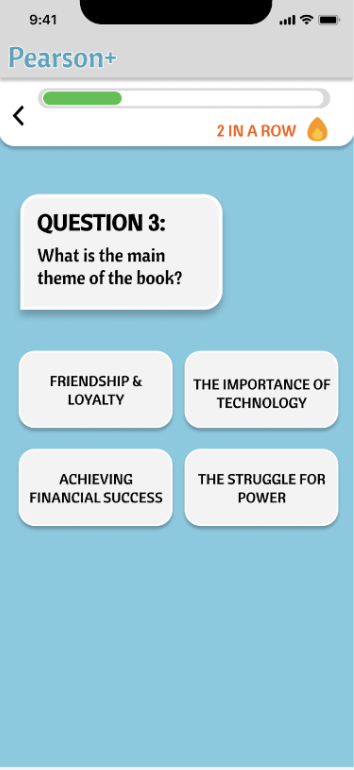 9:41
Pearson+
2 IN A ROW
QUESTION 3:
What is the main
theme of the book?
FRIENDSHIP &
LOYALTY
THE IMPORTANCE OF
TECHNOLOGY
ACHIEVING
FINANCIAL SUCCESS
THE STRUGGLE FOR
POWER